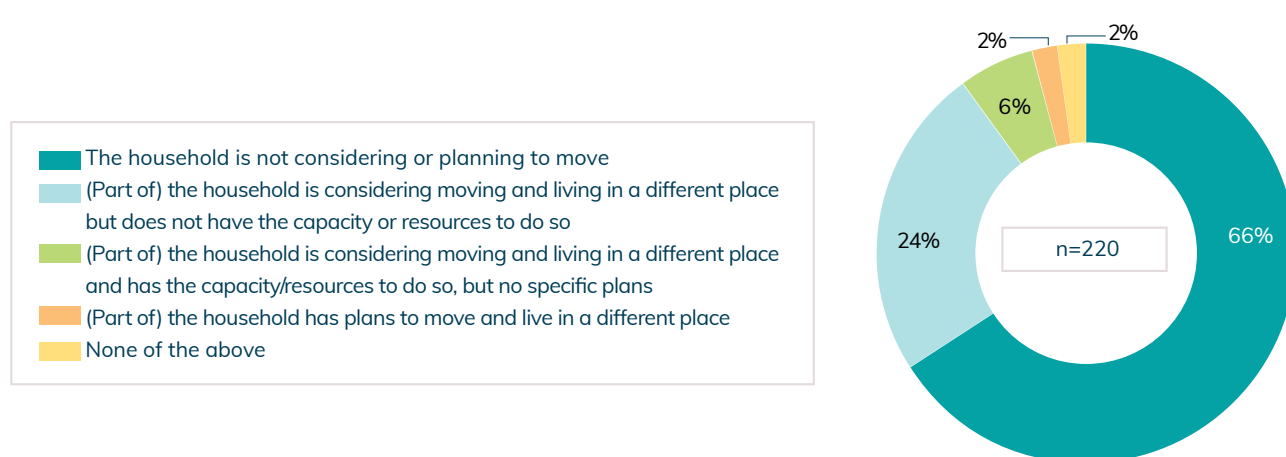 2%
2%
6%
The household is not considering or planning to move
(Part of) the household is considering moving and living in a different place
but does not have the capacity or resources to do so
(Part of) the household is considering moving and living in a different place
and has the capacity/resources to do so, but no specific plans
(Part of) the household has plans to move and live in a different place
None of the above
24%
n=220
66%